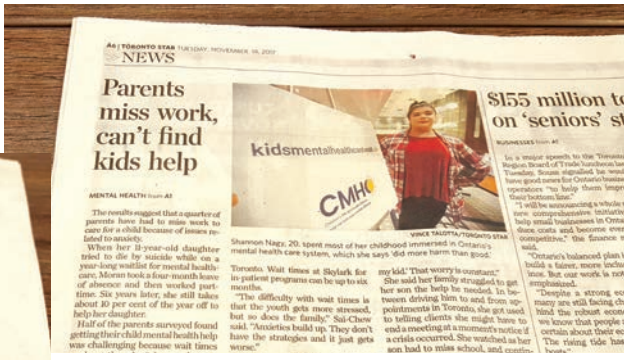 A6 | TORONTO STAR TUESDAY, NOVEMBER 14, 2017
NEWS
Parents
miss work,
can't find
kids help
MENTAL HEALTH from A1
The results suggest that a quarter of
parents have had to miss work to
care for a child because of issues re-
lated to anxiety.
When her 11-year-old daughter
tried to die by suicide while on a
year-long waitlist for mental health-
care, Moran took a four-month leave
of absence and then worked part-
time. Six years later, she still takes
about 10 per cent of the year off to
help her daughter.
Half of the parents surveyed found
getting their child mental health help
was challenging because wait times
kidsmentalhealth
CMHO
VINCE TALOTTA/TORONTO STAR
Shannon Nagy, 20, spent most of her childhood immersed in Ontario's
mental health care system, which she says 'did more harm than good.'
Toronto. Wait times at Skylark for
in-patient programs can be up to six
months.
"The difficulty with wait times is
that the youth gets more stressed,
but so does the family," Sai-Chew
said. "Anxieties build up. They don't
have the strategies and it just gets
worse."
my kid.' That worry is constant."
She said her family struggled to get
her son the help he needed. In be-
tween driving him to and from ap-
pointments in Toronto, she got used
to telling clients she might have to
end a meeting at a moment's notice if
a crisis occurred. She watched as her
son had to miss school, and
$155 million to
on 'seniors' st
BUSINESSES from A1
In a major speech to the Toronto
Region Board of Trade luncheon last
Tuesday, Sousa signalled he would
have good news for Ontario business
operators "to help them improve
their bottom line."
"I will be announcing a whole
new comprehensive
help small businesses in Ont
duce costs and become even
competitive," the finance m
said.
"Ontario's balanced plan
build a fairer, more inclus
ince. But our work is not
emphasized.
"Despite a strong ec
many are still facing ch
hind the robust econo
we know that people
certain about their ec
The rising tide has